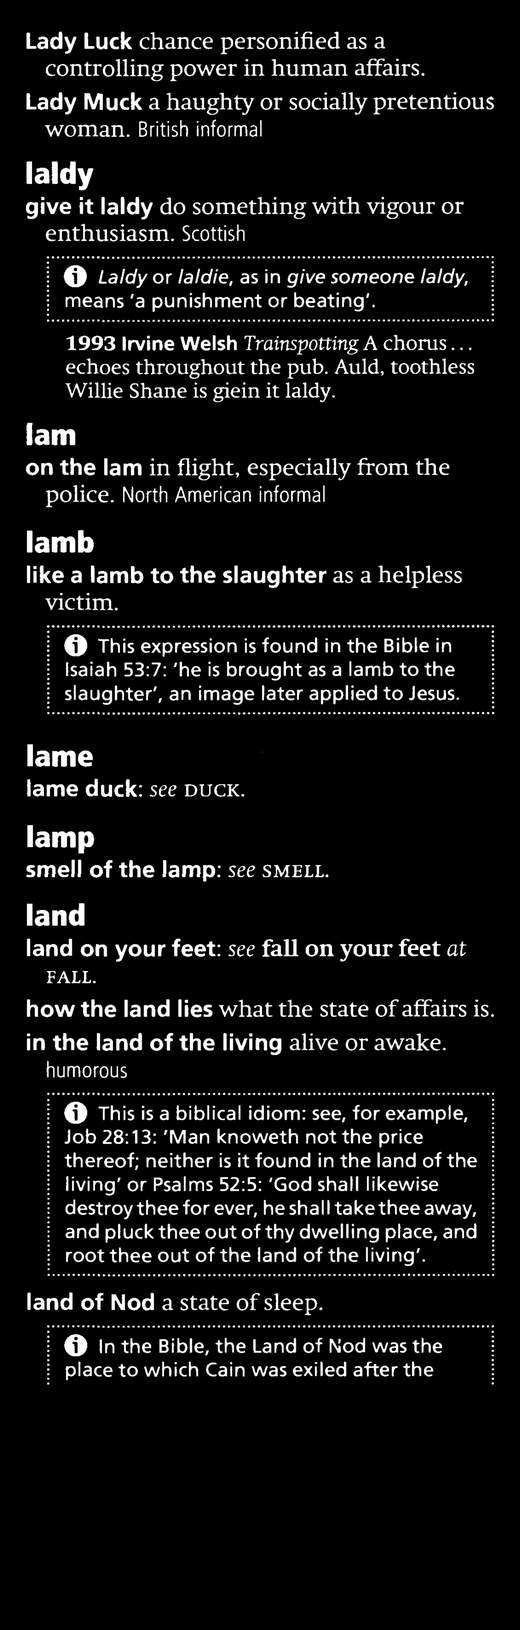 Lady Luck chance personified as a
controlling power in human affairs.
Lady Muck a haughty or socially pretentious
woman. British informal
laldy
give it laldy do something with vigour or
enthusiasm. Scottish
Laldy or laldie, as in give someone laldy,
means 'a punishment or beating'.
1993 Irvine Welsh Trainspotting A chorus...
echoes throughout the pub. Auld, toothless
Willie Shane is giein it laldy.
lam
on the lam in flight, especially from the
police. North American informal
lamb
like a lamb to the slaughter as a helpless
victim.
This expression is found in the Bible in
Isaiah 53:7: 'he is brought as a lamb to the
slaughter', an image later applied to Jesus.
lame
lame duck: see DUCK.
lamp
smell of the lamp: see SMELL.
land
land on your feet: see fall on your feet at
FALL.
how the land lies what the state of affairs is.
in the land of the living alive or awake.
humorous
This is a biblical idiom: see, for example,
Job 28:13: 'Man knoweth not the price
thereof; neither is it found in the land of the
living' or Psalms 52:5: 'God shall likewise
destroy thee for ever, he shall take thee away,
and pluck thee out of thy dwelling place, and
root thee out of the land of the living'.
land of Nod a state of sleep.
In the Bible, the Land of Nod was the
place to which Cain was exiled after the